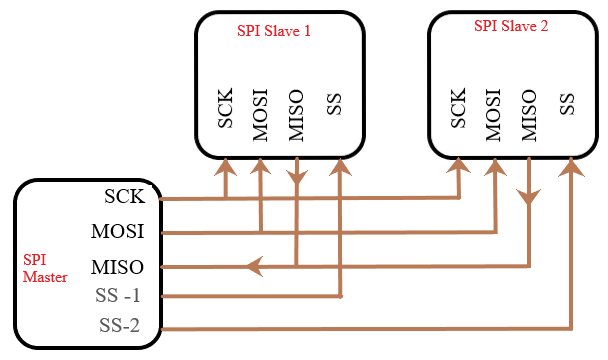 SPI Slave 1
SCK
MOSI
MISO
SS
SPI Slave 2
SCK
MOSI
MISO
SS
SPI
Master
SCK
MOSI
MISO
SS -1
SS-2